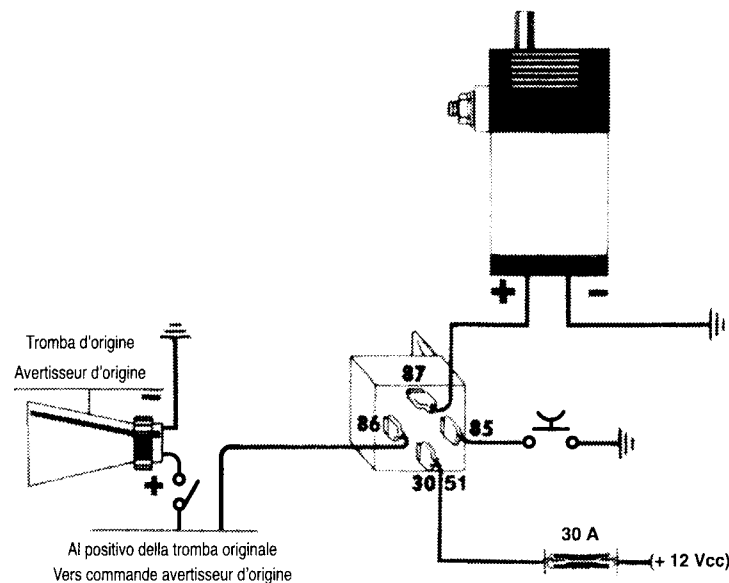 + -
Tromba d'origine
Avertisseur d'origine
-
+
87
86
85
30/51
30 A
(+ 12 Vcc)
Al positivo della tromba originale
Vers commande avertisseur d'origine